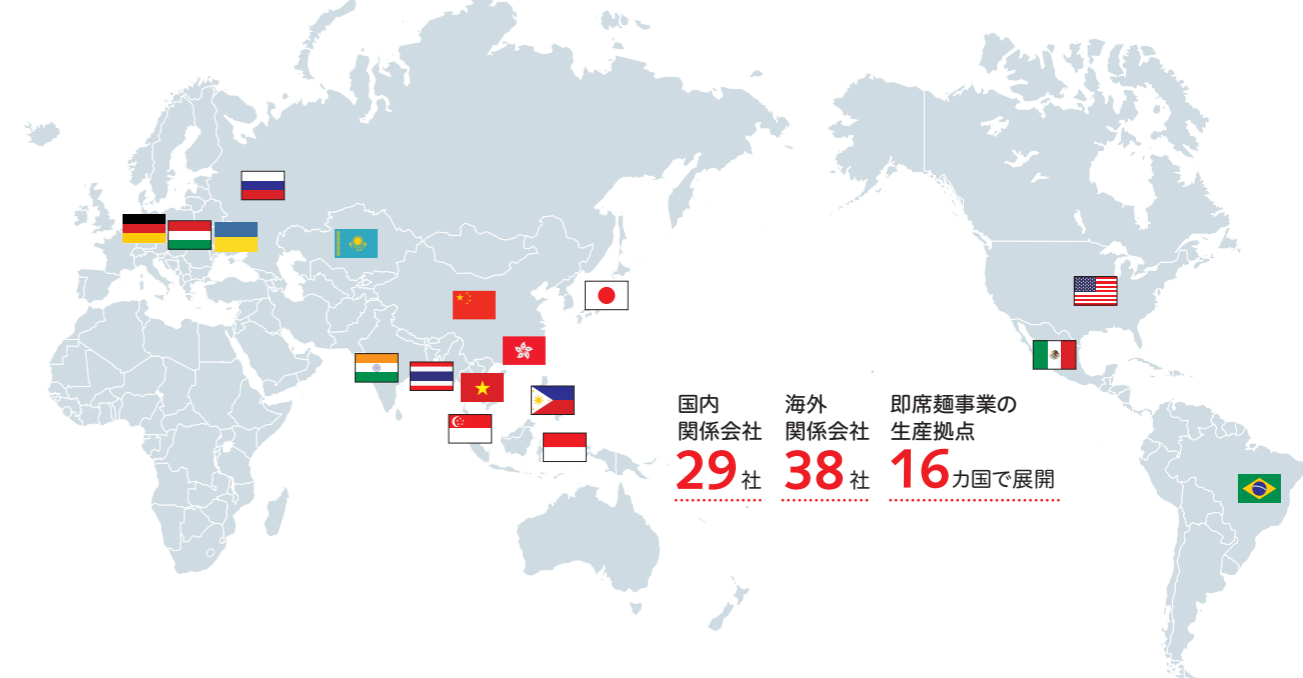 国内
関係会社
29社
海外
関係会社
38社
即席麺事業の
生産拠点
16カ国で展開